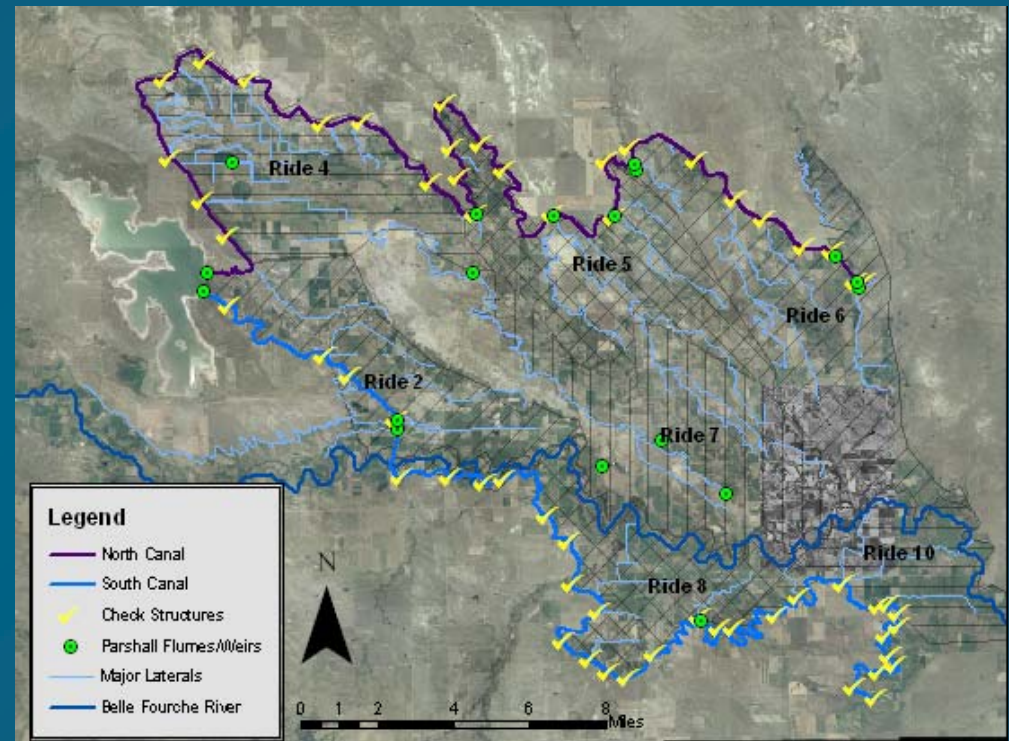 Ride 4
Ride 5
Ride 6
Ride 2
Ride 7
Ride 10
Ride 8
Legend
North Canal
South Canal
Check Structures
Parshall Flumes/Weirs
Major Laterals
Belle Fourche River
N
0 1 2 4 6 8
Miles